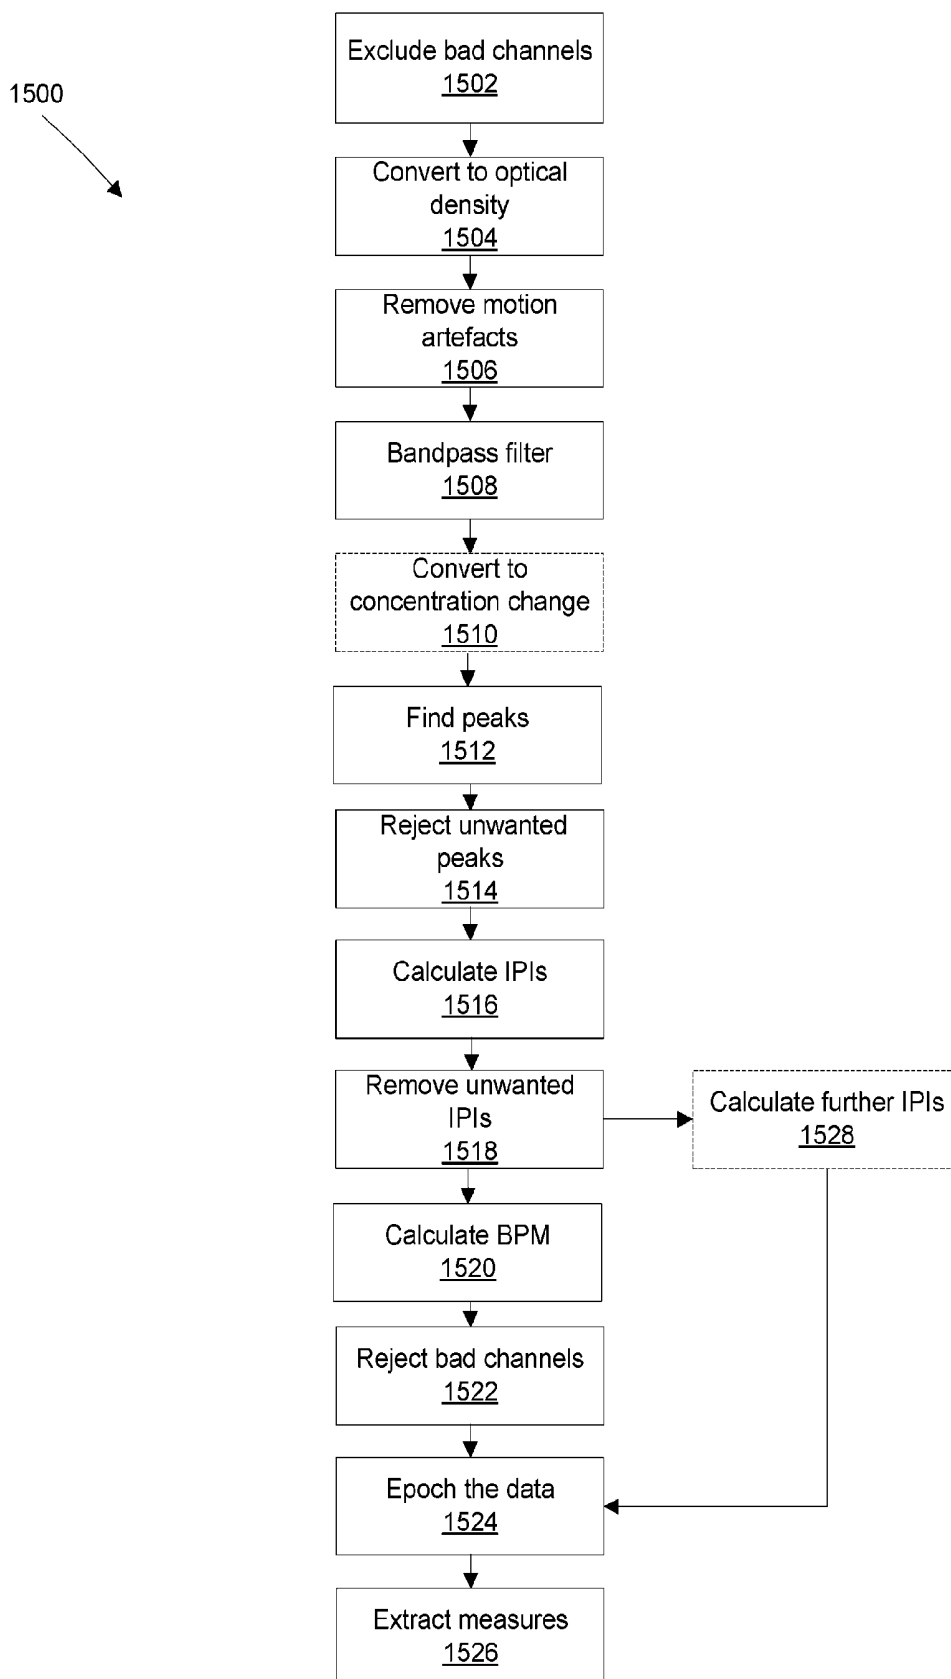 Exclude bad channels
1502
1500
Convert to optical
density
1504
Remove motion
artefacts
1506
Bandpass filter
1508
Convert to
concentration change
1510
Find peaks
1512
Reject unwanted
peaks
1514
Calculate IPIs
1516
Remove unwanted
IPIs
1518
Calculate further IPIs
1528
Calculate BPM
1520
Reject bad channels
1522
Epoch the data
1524
Extract measures
1526